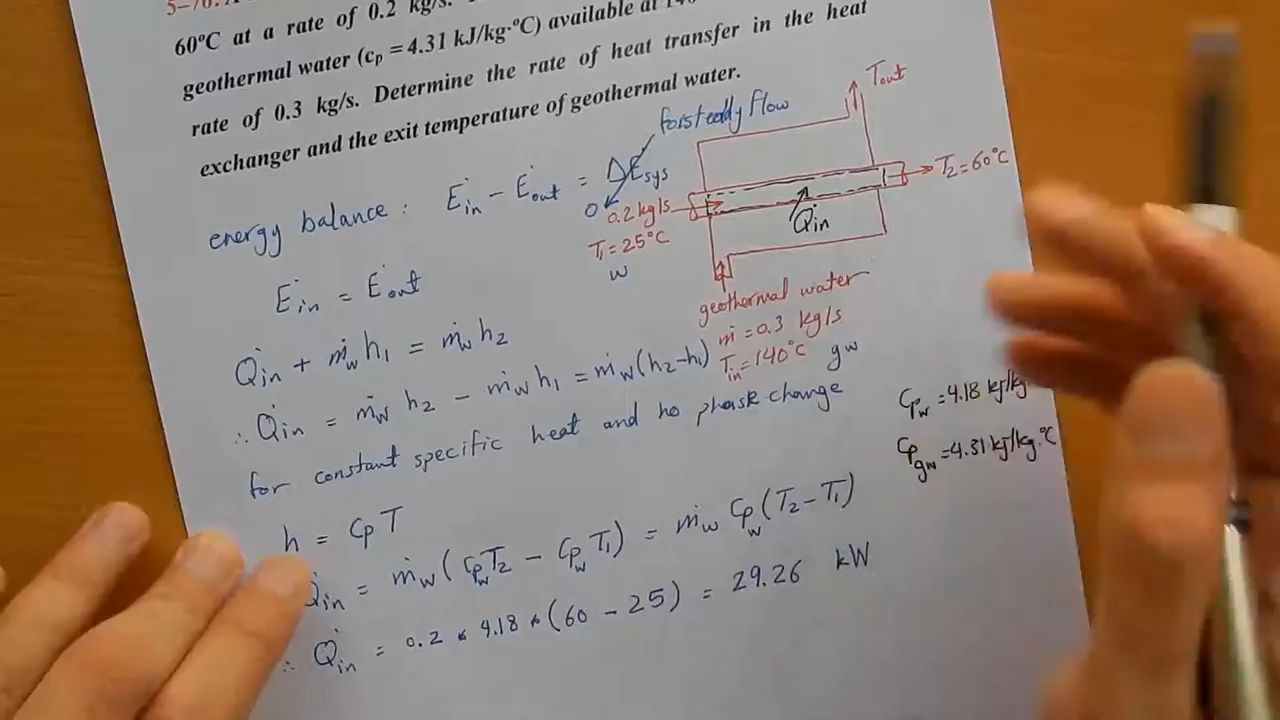 5–70.
60ºC at a rate of 0.2 kg/s.
geothermal water (cp = 4.31 kJ/kg·ºC) available at 140
rate of 0.3 kg/s. Determine the rate of heat transfer in the heat
exchanger and the exit temperature of geothermal water.
Tout
for steady flow
energy balance : Ėin - Ėout = ΔĖsys
0
T2 = 60°C
0.2 kg/s
T1 = 25°C
w
Qin
Ėin = Ėout
geothermal water
ṁ = 0.3 kg/s
Tin = 140°C gw
Q̇in + ṁw h1 = ṁw h2
∴ Q̇in = ṁw h2 - ṁw h1 = ṁw (h2-h1)
Cpw = 4.18 kJ/kg
Cpgw = 4.31 kJ/kg.°C
for constant specific heat and no phase change
h = Cp T
Q̇in = ṁw ( Cpw T2 - Cpw T1 ) = ṁw Cpw (T2 - T1)
∴ Q̇in = 0.2 * 4.18 * (60 - 25) = 29.26 kW